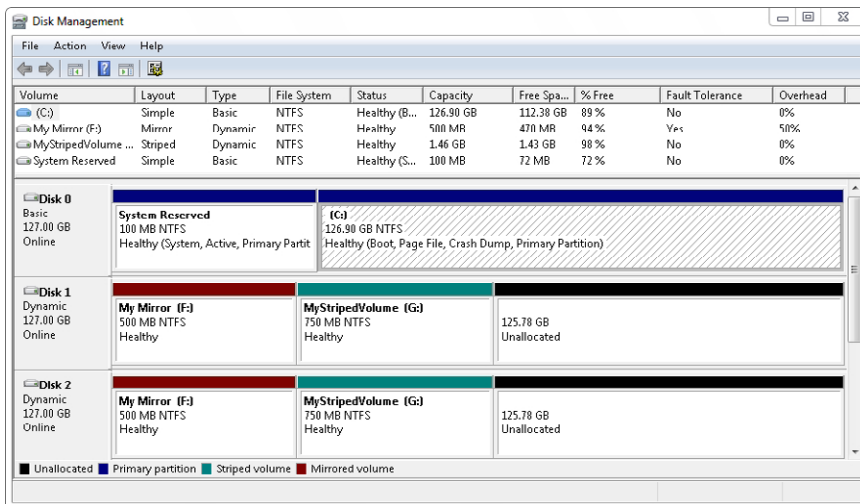 Disk Management
File Action View Help
Volume Layout Type File System Status Capacity Free Spa... % Free Fault Tolerance Overhead
(C:) Simple Basic NTFS Healthy (B... 126.90 GB 112.38 GB 89 % No 0%
My Mirror (F:) Mirror Dynamic NTFS Healthy 500 MB 470 MB 94 % Yes 50%
MyStripedVolume ... Striped Dynamic NTFS Healthy 1.46 GB 1.43 GB 98 % No 0%
System Reserved Simple Basic NTFS Healthy (S... 100 MB 72 MB 72 % No 0%
Disk 0
Basic
127.00 GB
Online
System Reserved
100 MB NTFS
Healthy (System, Active, Primary Partit
(C:)
126.90 GB NTFS
Healthy (Boot, Page File, Crash Dump, Primary Partition)
Disk 1
Dynamic
127.00 GB
Online
My Mirror (F:)
500 MB NTFS
Healthy
MyStripedVolume (G:)
750 MB NTFS
Healthy
125.78 GB
Unallocated
Disk 2
Dynamic
127.00 GB
Online
My Mirror (F:)
500 MB NTFS
Healthy
MyStripedVolume (G:)
750 MB NTFS
Healthy
125.78 GB
Unallocated
Unallocated Primary partition Striped volume Mirrored volume